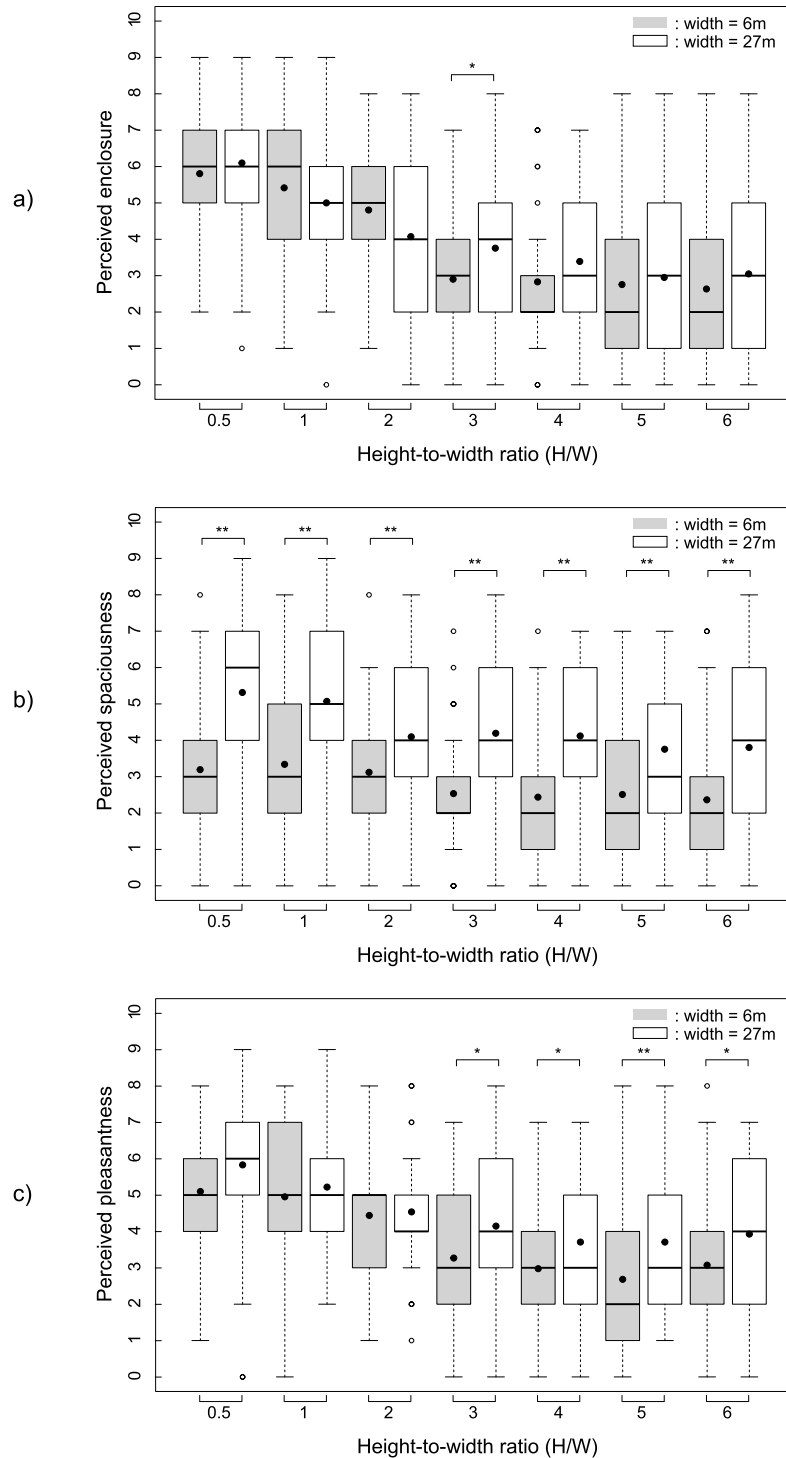 a)
Perceived enclosure
10
9
8
7
6
5
4
3
2
1
0
: width = 6m
: width = 27m
*
0.5 1 2 3 4 5 6
Height-to-width ratio (H/W)
b)
Perceived spaciousness
10
9
8
7
6
5
4
3
2
1
0
: width = 6m
: width = 27m
** ** **
** ** ** **
0.5 1 2 3 4 5 6
Height-to-width ratio (H/W)
c)
Perceived pleasantness
10
9
8
7
6
5
4
3
2
1
0
: width = 6m
: width = 27m
* * ** *
0.5 1 2 3 4 5 6
Height-to-width ratio (H/W)